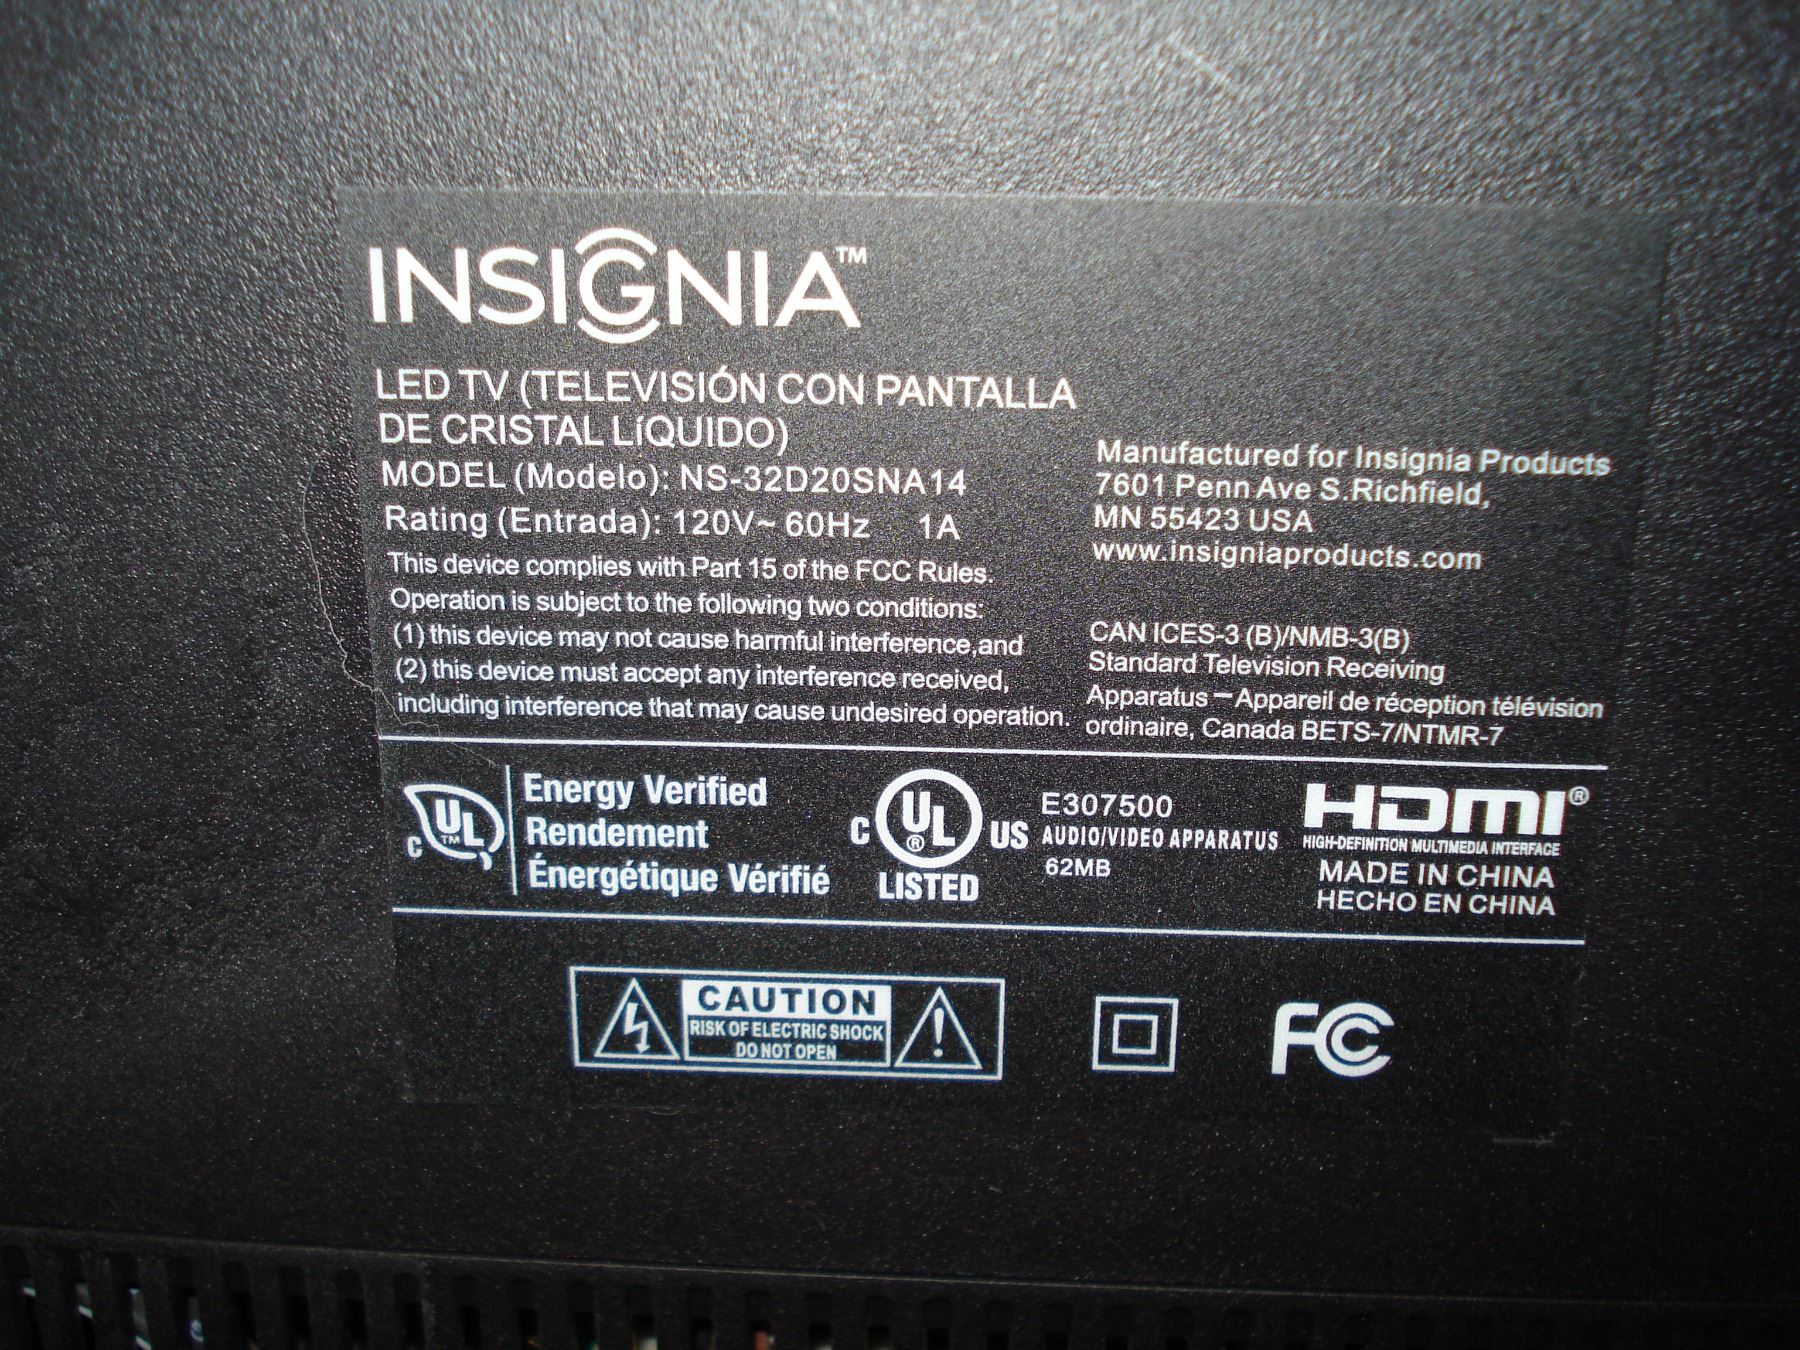 INSIGNIA™
LED TV (TELEVISIÓN CON PANTALLA
DE CRISTAL LíQUIDO)
MODEL (Modelo): NS-32D20SNA14
Rating (Entrada): 120V~ 60Hz 1A
This device complies with Part 15 of the FCC Rules.
Operation is subject to the following two conditions:
(1) this device may not cause harmful interference,and
(2) this device must accept any interference received,
including interference that may cause undesired operation.
Manufactured for Insignia Products
7601 Penn Ave S.Richfield,
MN 55423 USA
www.insigniaproducts.com
CAN ICES-3 (B)/NMB-3(B)
Standard Television Receiving
Apparatus－Appareil de réception télévision
ordinaire, Canada BETS-7/NTMR-7
C UL™
Energy Verified
Rendement
Énergétique Vérifié
C UL® US
LISTED
E307500
AUDIO/VIDEO APPARATUS
62MB
HDMI®
HIGH-DEFINITION MULTIMEDIA INTERFACE
MADE IN CHINA
HECHO EN CHINA
CAUTION
RISK OF ELECTRIC SHOCK
DO NOT OPEN
FC